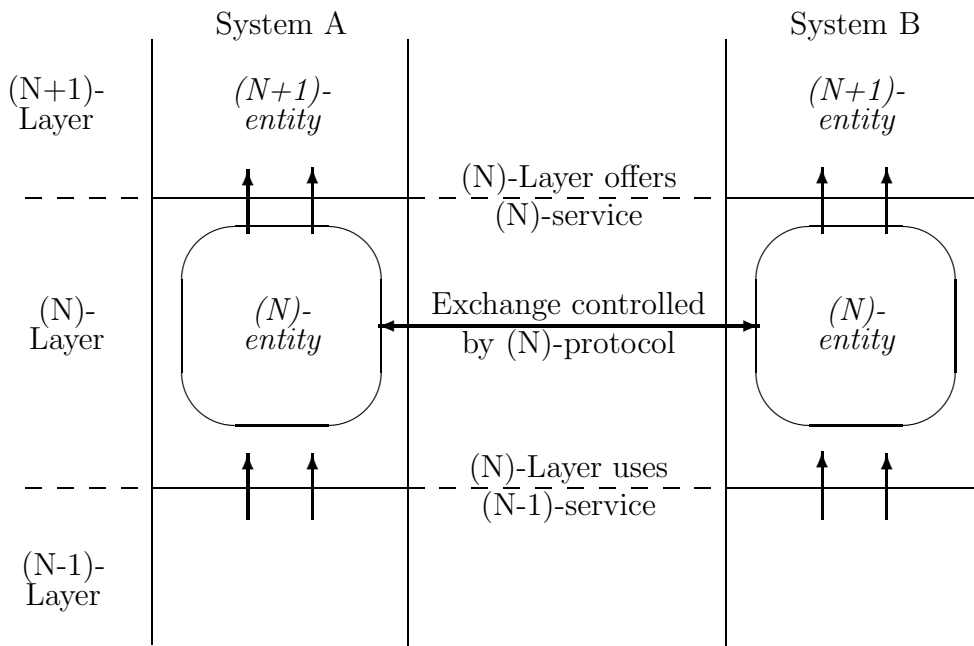 System A
System B
(N+1)-
Layer
(N+1)-
entity
(N+1)-
entity
(N)-Layer offers
(N)-service
(N)-
Layer
(N)-
entity
Exchange controlled
by (N)-protocol
(N)-
entity
(N)-Layer uses
(N-1)-service
(N-1)-
Layer